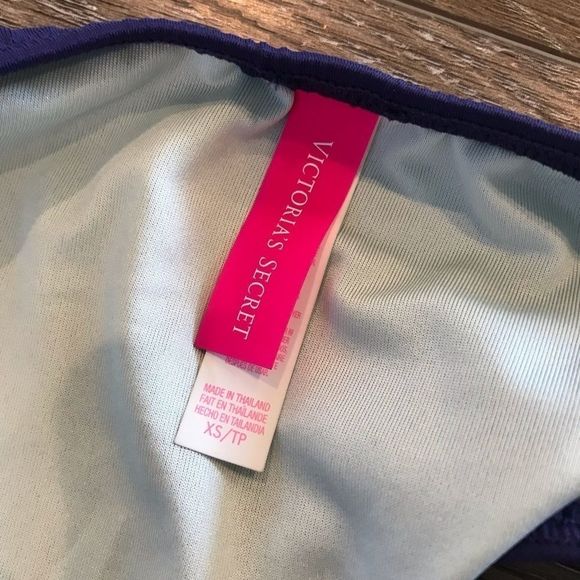 VICTORIA'S SECRET
MADE IN THAILAND
FAIT EN THAÏLANDE
HECHO EN TAILANDIA
XS/TP